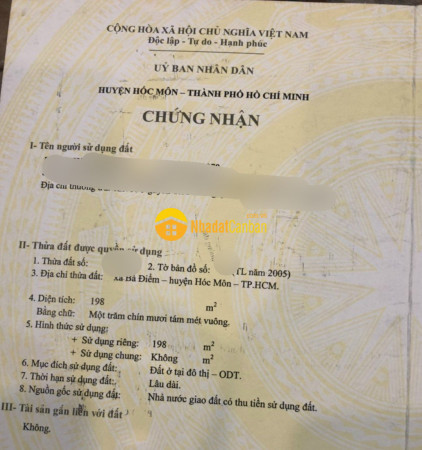 CỘNG HÒA XÃ HỘI CHỦ NGHĨA VIỆT NAM
Độc lập - Tự do - Hạnh phúc
UỶ BAN NHÂN DÂN
HUYỆN HÓC MÔN – THÀNH PHỐ HỒ CHÍ MINH
CHỨNG NHẬN
I- Tên người sử dụng đất
Địa chỉ thường
II- Thửa đất được quyền sử dụng
1. Thửa đất số: 2. Tờ bản đồ số: (TL năm 2005)
3. Địa chỉ thửa đất: xã Bà Điểm – huyện Hóc Môn – TP.HCM.
4. Diện tích: 198 m²
Bằng chữ: Một trăm chín mươi tám mét vuông.
5. Hình thức sử dụng:
+ Sử dụng riêng: 198 m²
+ Sử dụng chung: Không m²
6. Mục đích sử dụng đất: Đất ở tại đô thị – ODT.
7. Thời hạn sử dụng đất: Lâu dài.
8. Nguồn gốc sử dụng đất: Nhà nước giao đất có thu tiền sử dụng đất.
III- Tài sản gắn liền với đất
Không.